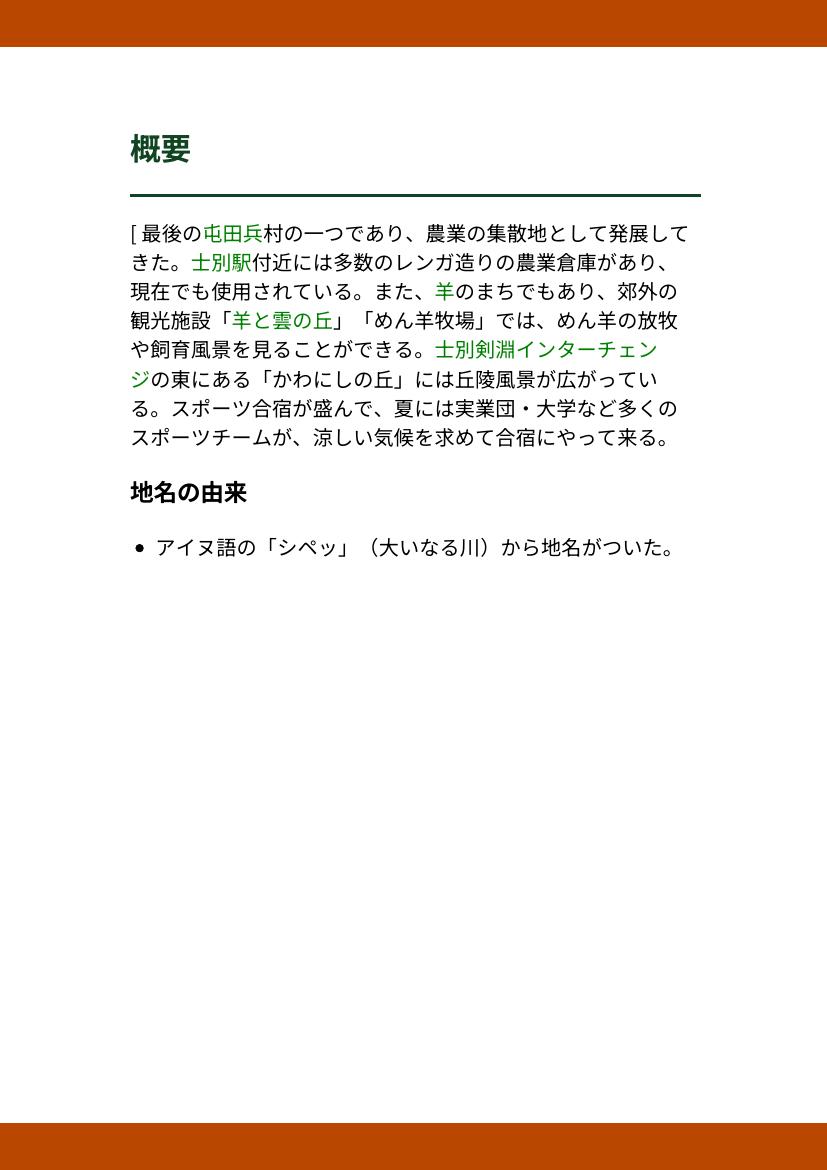 概要
[ 最後の屯田兵村の一つであり、農業の集散地として発展して
きた。士別駅付近には多数のレンガ造りの農業倉庫があり、
現在でも使用されている。また、羊のまちでもあり、郊外の
観光施設「羊と雲の丘」「めん羊牧場」では、めん羊の放牧
や飼育風景を見ることができる。士別剣淵インターチェン
ジの東にある「かわにしの丘」には丘陵風景が広がってい
る。スポーツ合宿が盛んで、夏には実業団・大学など多くの
スポーツチームが、涼しい気候を求めて合宿にやって来る。
地名の由来
● アイヌ語の「シペッ」（大いなる川）から地名がついた。